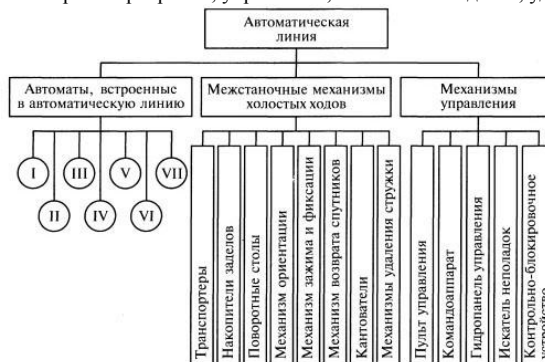 Автоматическая
линия
Автоматы, встроенные
в автоматическую линию
Межстаночные механизмы
холостых ходов
Механизмы
управления
I
III
V
VII
II
IV
VI
Транспортеры
Накопители заделов
Поворотные столы
Механизм ориентации
Механизм зажима и фиксации
Механизм возврата спутников
Кантователи
Механизмы удаления стружки
Пульт управления
Командоаппарат
Гидропанель управления
Искатель неполадок
Контрольно-блокировочное
устройство